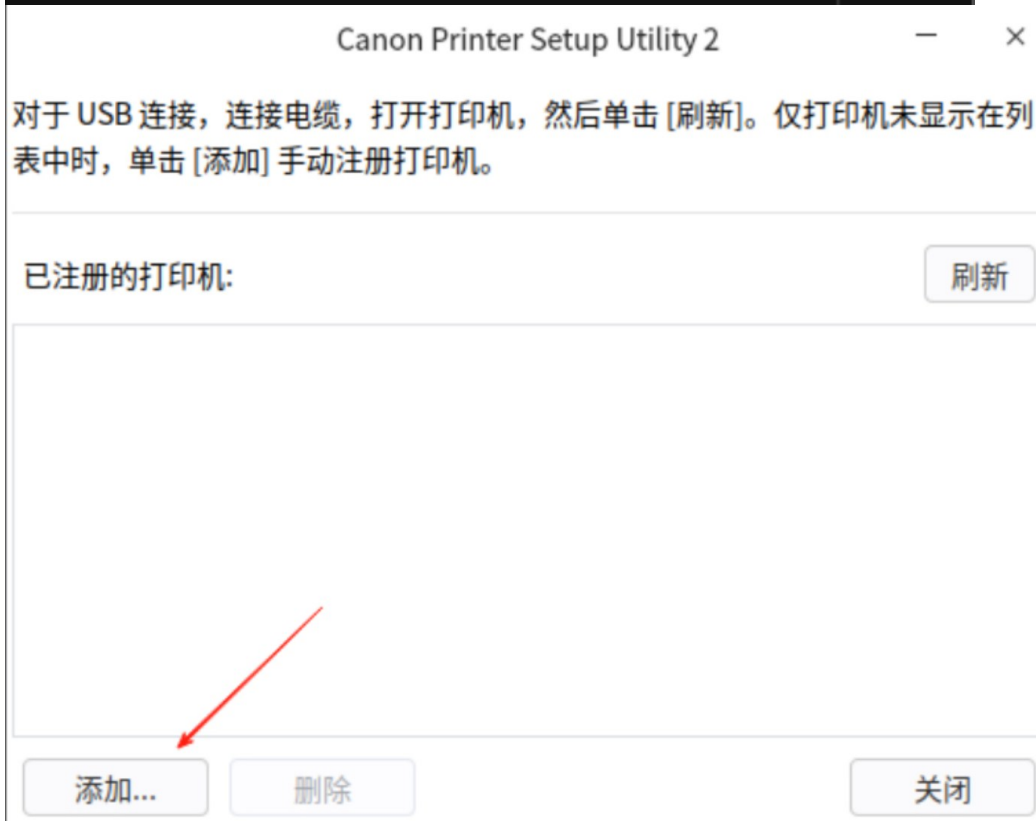 Canon Printer Setup Utility 2
对于 USB 连接，连接电缆，打开打印机，然后单击 [刷新]。仅打印机未显示在列
表中时，单击 [添加] 手动注册打印机。
已注册的打印机:
刷新
添加...
删除
关闭